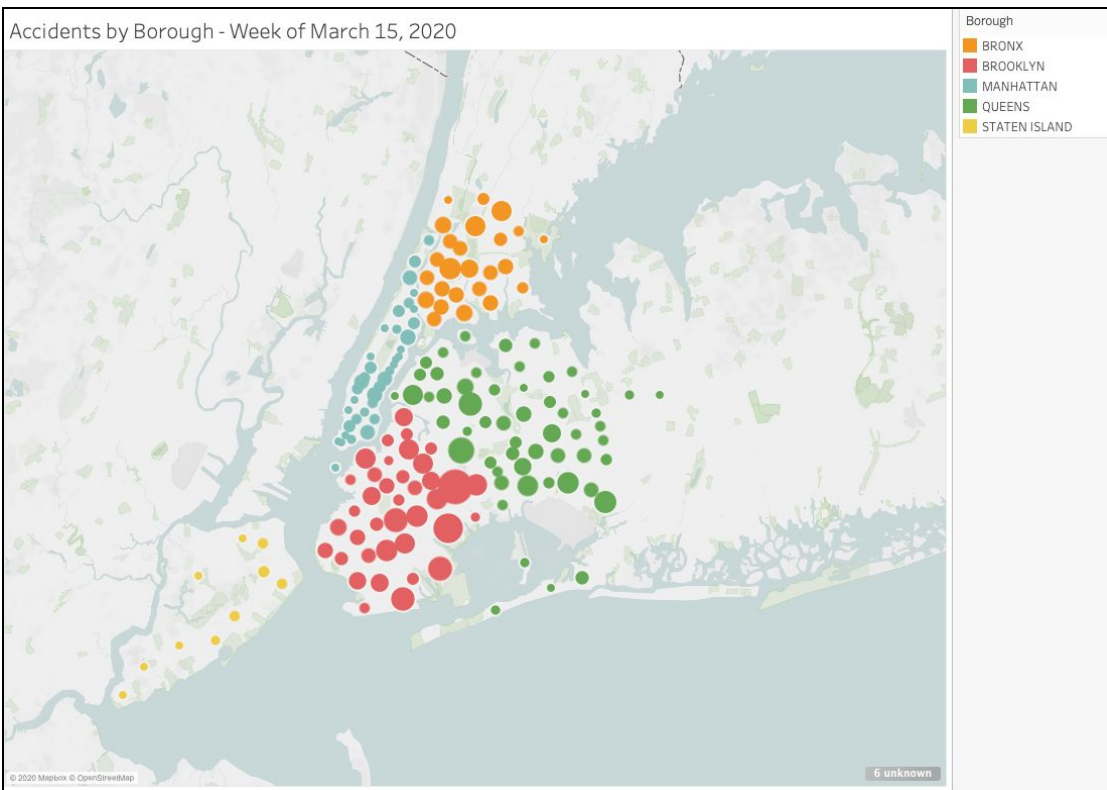 Accidents by Borough - Week of March 15, 2020
Borough
BRONX
BROOKLYN
MANHATTAN
QUEENS
STATEN ISLAND
© 2020 Mapbox © OpenStreetMap
6 unknown